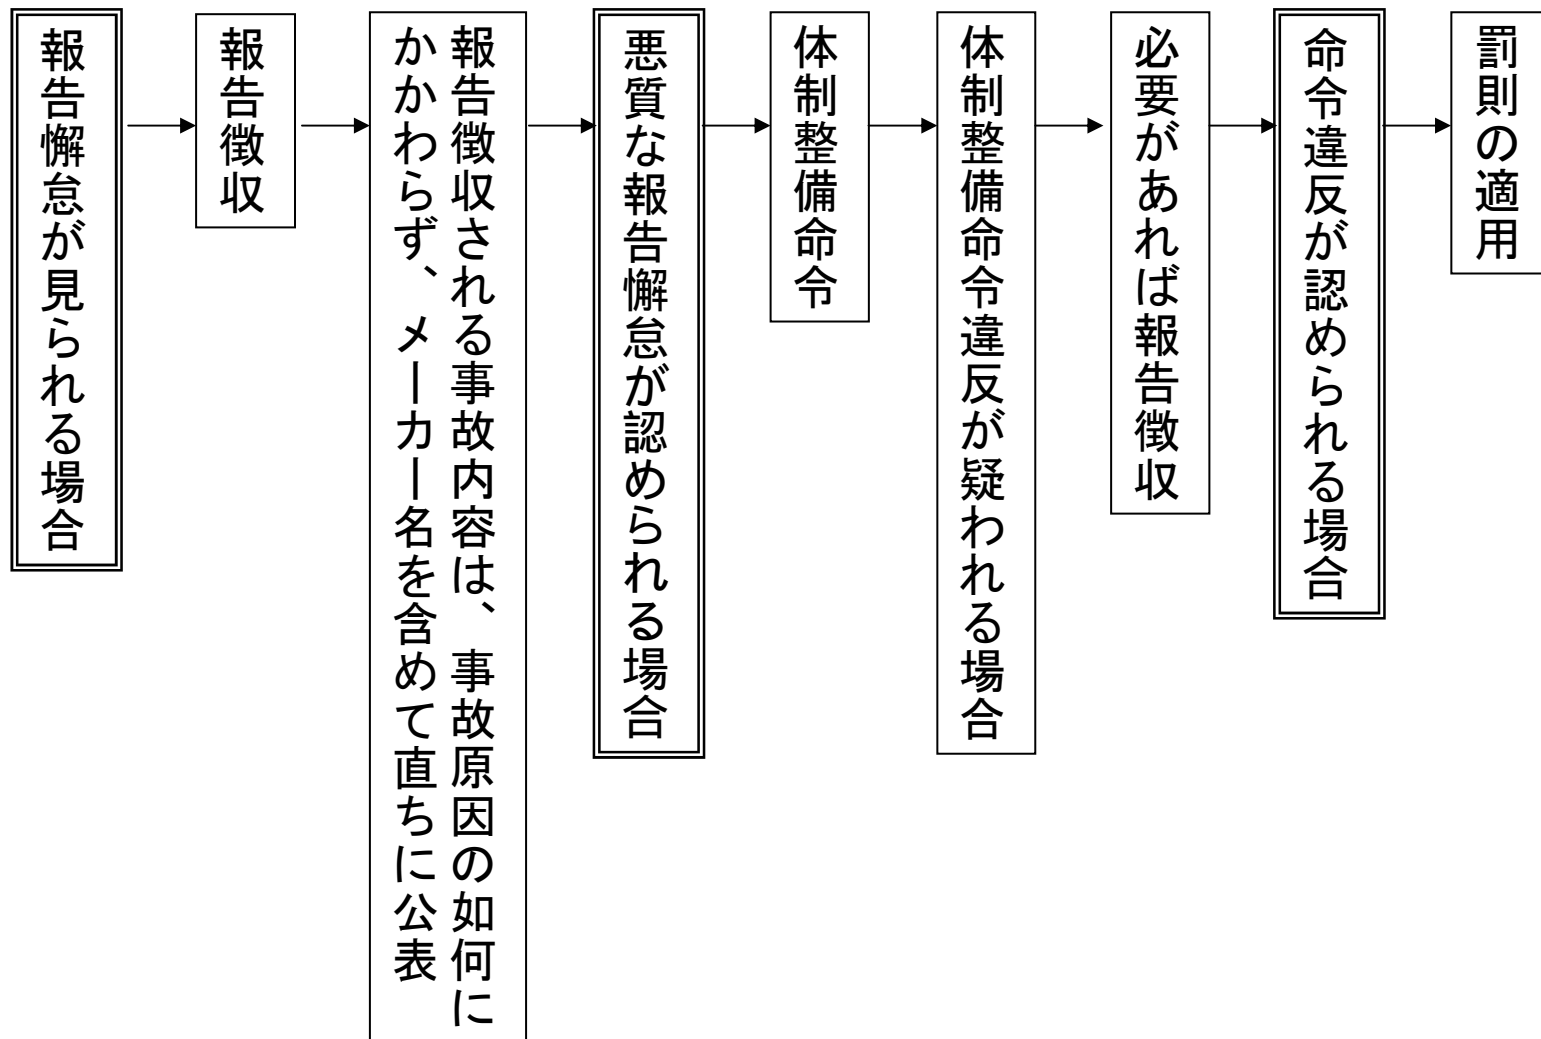 報告懈怠が見られる場合
報告徴収
報告徴収される事故内容は、事故原因の如何に
かかわらず、メーカー名を含めて直ちに公表
悪質な報告懈怠が認められる場合
体制整備命令
体制整備命令違反が疑われる場合
必要があれば報告徴収
命令違反が認められる場合
罰則の適用